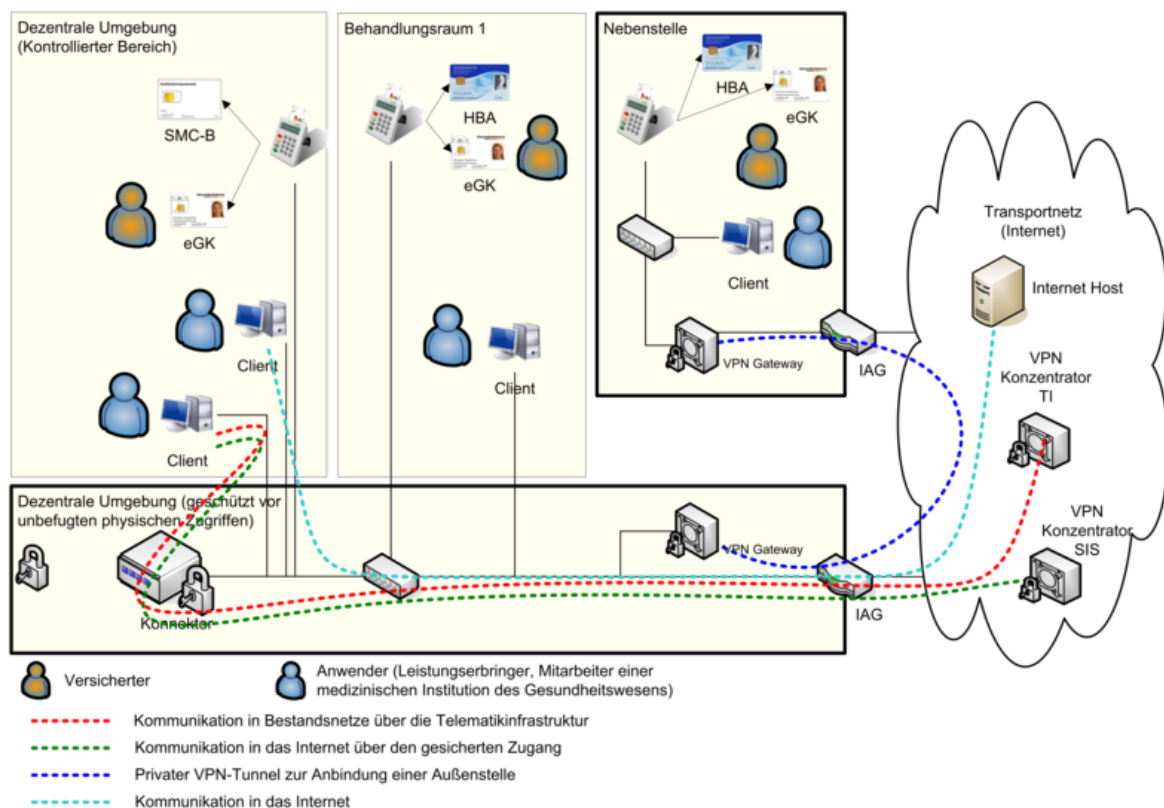 Dezentrale Umgebung
(Kontrollierter Bereich)
SMC-B
eGK
Client
Client
Behandlungsraum 1
HBA
eGK
Client
Nebenstelle
HBA
eGK
Client
VPN Gateway
IAG
Transportnetz
(Internet)
Internet Host
VPN
Konzentrator
TI
VPN
Konzentrator
SIS
Dezentrale Umgebung (geschützt vor
unbefugten physischen Zugriffen)
Konnektor
VPN Gateway
IAG
Versicherter
Anwender (Leistungserbringer, Mitarbeiter einer
medizinischen Institution des Gesundheitswesens)
Kommunikation in Bestandsnetze über die Telematikinfrastruktur
Kommunikation in das Internet über den gesicherten Zugang
Privater VPN-Tunnel zur Anbindung einer Außenstelle
Kommunikation in das Internet